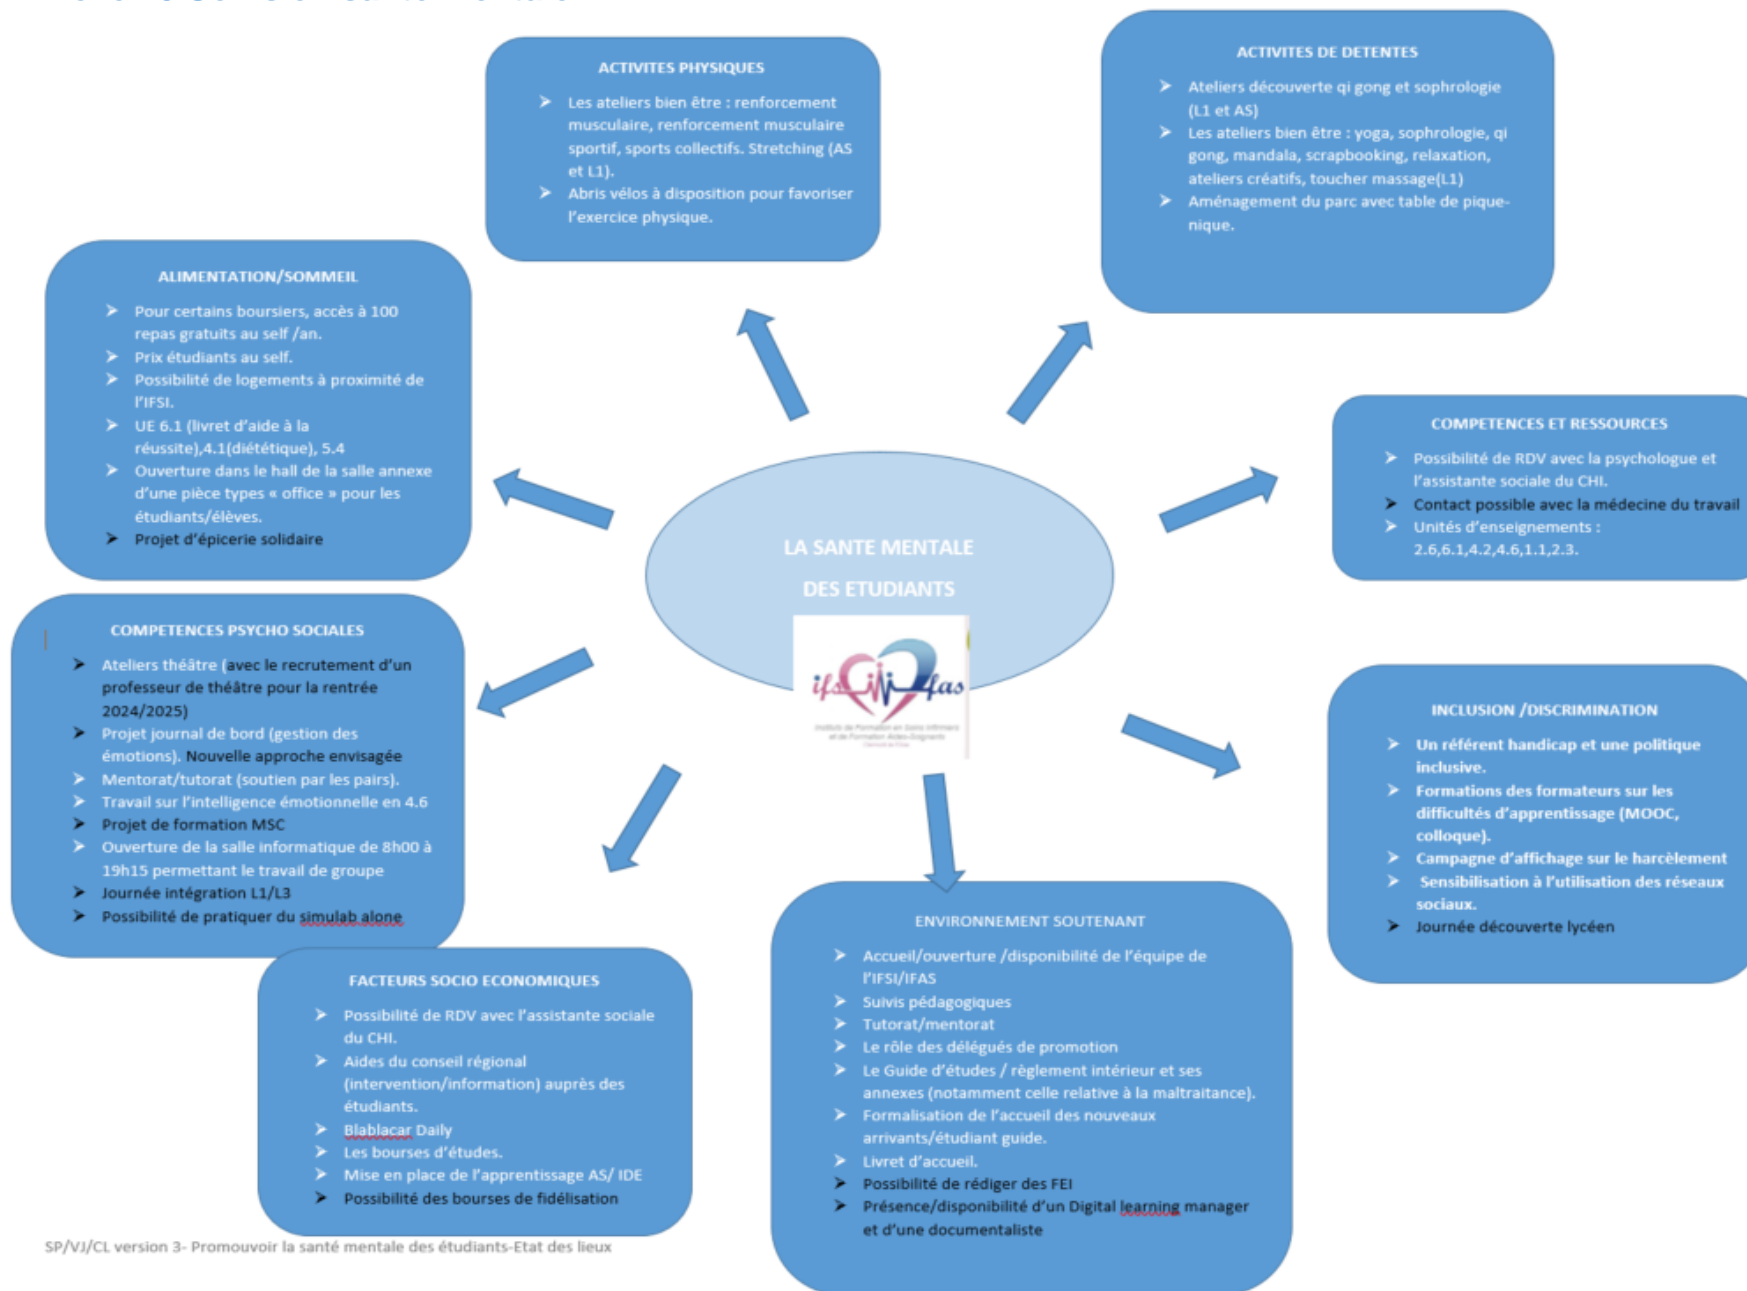 ACTIVITES PHYSIQUES
➤ Les ateliers bien être : renforcement
musculaire, renforcement musculaire
sportif, sports collectifs. Stretching (AS
et L1).
➤ Abris vélos à disposition pour favoriser
l'exercice physique.
ACTIVITES DE DETENTES
➤ Ateliers découverte qi gong et sophrologie
(L1 et AS)
➤ Les ateliers bien être : yoga, sophrologie, qi
gong, mandala, scrapbooking, relaxation,
ateliers créatifs, toucher massage(L1)
➤ Aménagement du parc avec table de pique-
nique.
ALIMENTATION/SOMMEIL
➤ Pour certains boursiers, accès à 100
repas gratuits au self /an.
➤ Prix étudiants au self.
➤ Possibilité de logements à proximité de
l'IFSI.
➤ UE 6.1 (livret d'aide à la
réussite),4.1(diététique), 5.4
➤ Ouverture dans le hall de la salle annexe
d'une pièce types « office » pour les
étudiants/élèves.
➤ Projet d'épicerie solidaire
COMPETENCES ET RESSOURCES
➤ Possibilité de RDV avec la psychologue et
l'assistante sociale du CHI.
➤ Contact possible avec la médecine du travail
➤ Unités d'enseignements :
2.6,6.1,4.2,4.6,1.1,2.3.
LA SANTE MENTALE
DES ETUDIANTS
ifsi ifas
Instituts de Formation en Soins Infirmiers
et de Formation Aides-Soignants
COMPETENCES PSYCHO SOCIALES
➤ Ateliers théâtre (avec le recrutement d'un
professeur de théâtre pour la rentrée
2024/2025)
➤ Projet journal de bord (gestion des
émotions). Nouvelle approche envisagée
➤ Mentorat/tutorat (soutien par les pairs).
➤ Travail sur l'intelligence émotionnelle en 4.6
➤ Projet de formation MSC
➤ Ouverture de la salle informatique de 8h00 à
19h15 permettant le travail de groupe
➤ Journée intégration L1/L3
➤ Possibilité de pratiquer du simulab alone
INCLUSION /DISCRIMINATION
➤ Un référent handicap et une politique
inclusive.
➤ Formations des formateurs sur les
difficultés d'apprentissage (MOOC,
colloque).
➤ Campagne d'affichage sur le harcèlement
➤ Sensibilisation à l'utilisation des réseaux
sociaux.
➤ Journée découverte lycéen
FACTEURS SOCIO ECONOMIQUES
➤ Possibilité de RDV avec l'assistante sociale
du CHI.
➤ Aides du conseil régional
(intervention/information) auprès des
étudiants.
➤ Blablacar Daily
➤ Les bourses d'études.
➤ Mise en place de l'apprentissage AS/ IDE
➤ Possibilité des bourses de fidélisation
ENVIRONNEMENT SOUTENANT
➤ Accueil/ouverture /disponibilité de l'équipe de
l'IFSI/IFAS
➤ Suivis pédagogiques
➤ Tutorat/mentorat
➤ Le rôle des délégués de promotion
➤ Le Guide d'études / règlement intérieur et ses
annexes (notamment celle relative à la maltraitance).
➤ Formalisation de l'accueil des nouveaux
arrivants/étudiant guide.
➤ Livret d'accueil.
➤ Possibilité de rédiger des FEI
➤ Présence/disponibilité d'un Digital learning manager
et d'une documentaliste
SP/VJ/CL version 3- Promouvoir la santé mentale des étudiants-Etat des lieux